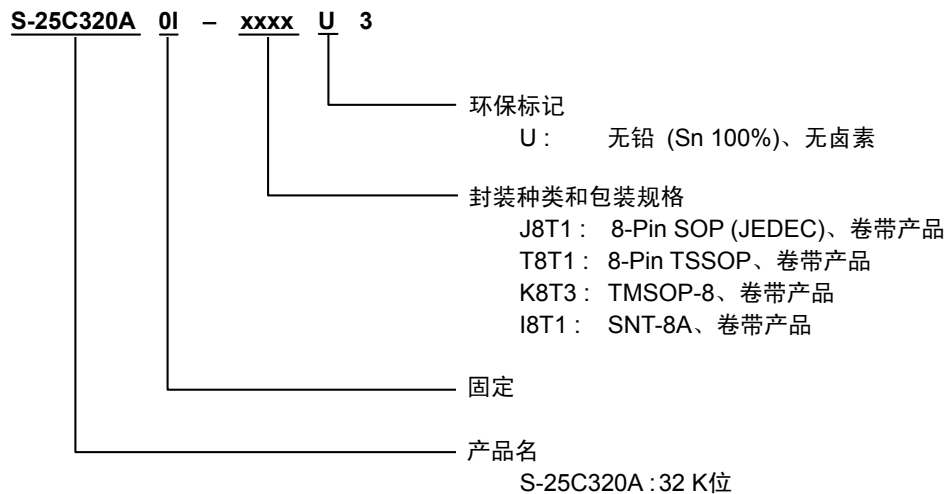 S-25C320A 0I – xxxx U 3
环保标记
U : 无铅 (Sn 100%)、无卤素
封装种类和包装规格
J8T1 : 8-Pin SOP (JEDEC)、卷带产品
T8T1 : 8-Pin TSSOP、卷带产品
K8T3 : TMSOP-8、卷带产品
I8T1 : SNT-8A、卷带产品
固定
产品名
S-25C320A : 32 K位